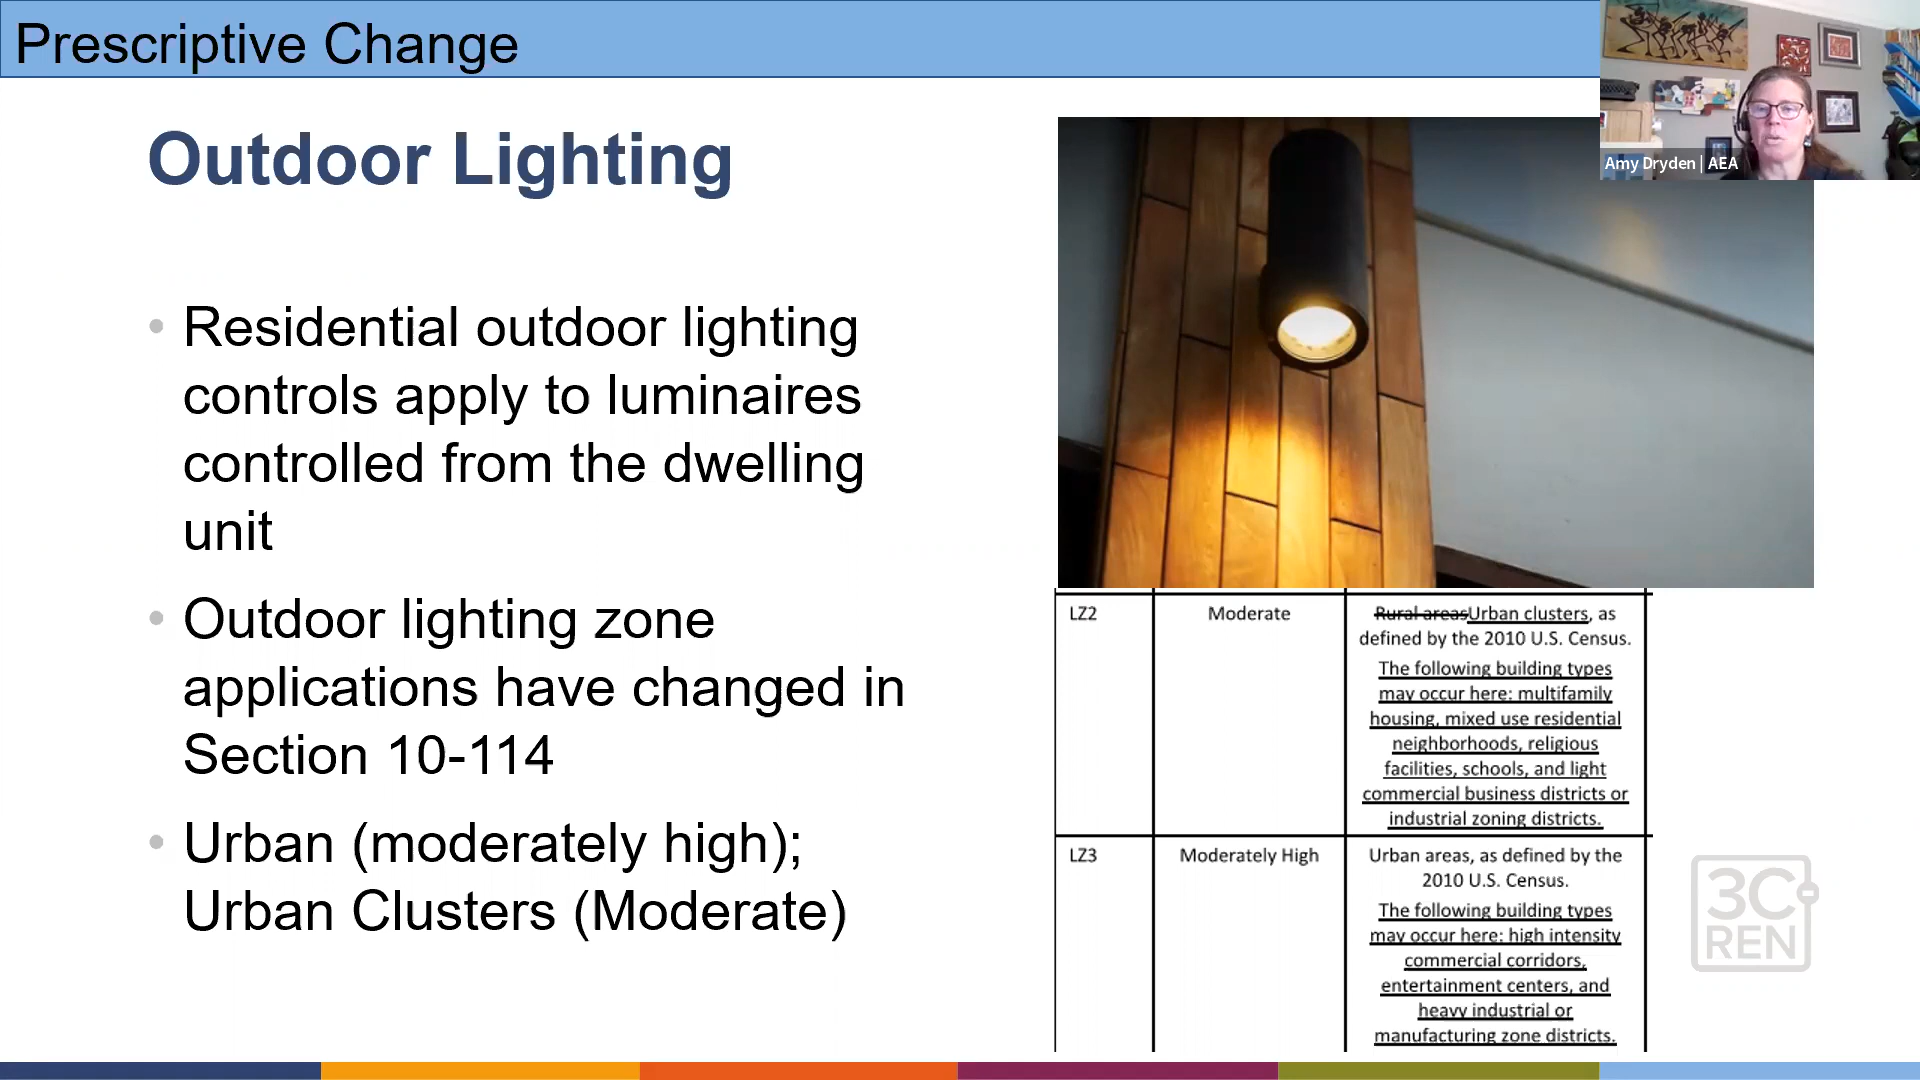 Prescriptive Change
Amy Dryden | AEA
Outdoor Lighting
• Residential outdoor lighting
controls apply to luminaires
controlled from the dwelling
unit
• Outdoor lighting zone
applications have changed in
Section 10-114
• Urban (moderately high);
Urban Clusters (Moderate)
LZ2
Moderate
Rural areasUrban clusters, as
defined by the 2010 U.S. Census.
The following building types
may occur here: multifamily
housing, mixed use residential
neighborhoods, religious
facilities, schools, and light
commercial business districts or
industrial zoning districts.
LZ3
Moderately High
Urban areas, as defined by the
2010 U.S. Census.
The following building types
may occur here: high intensity
commercial corridors,
entertainment centers, and
heavy industrial or
manufacturing zone districts.
3C-
REN